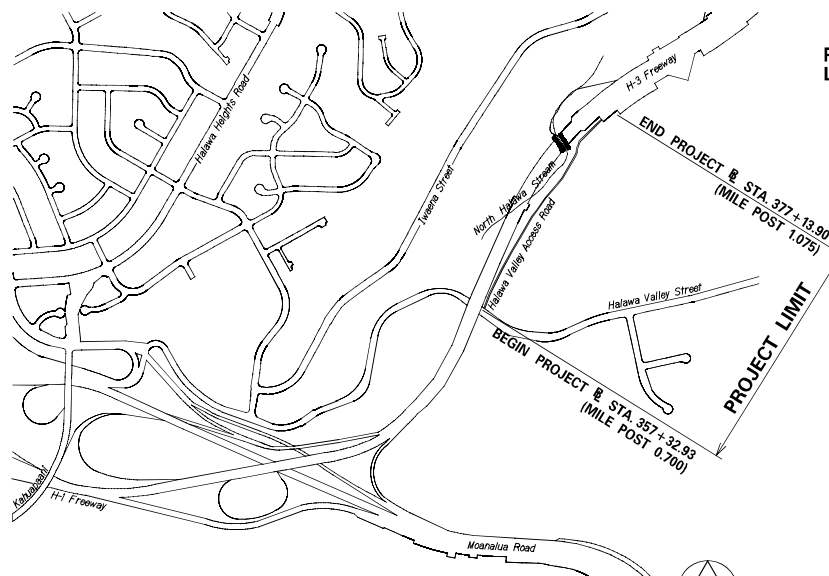 H-3 Freeway
END PROJECT ℄ STA. 377+13.90
(MILE POST 1.075)
Halawa Heights Road
Iwaena Street
North Halawa Stream
Halawa Valley Access Road
Halawa Valley Street
PROJECT LIMIT
BEGIN PROJECT ℄ STA. 357+32.93
(MILE POST 0.700)
H-1 Freeway
Moanalua Road